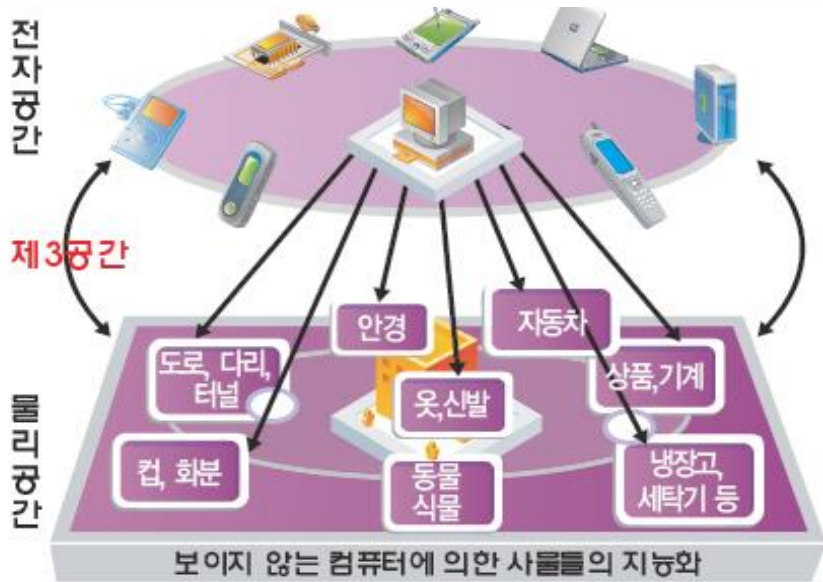 전자공간
제3공간
안경
자동차
도로, 다리,
터널
상품,기계
옷,신발
컵, 화분
동물
식물
냉장고,
세탁기 등
물리공간
보이지 않는 컴퓨터에 의한 사물들의 지능화